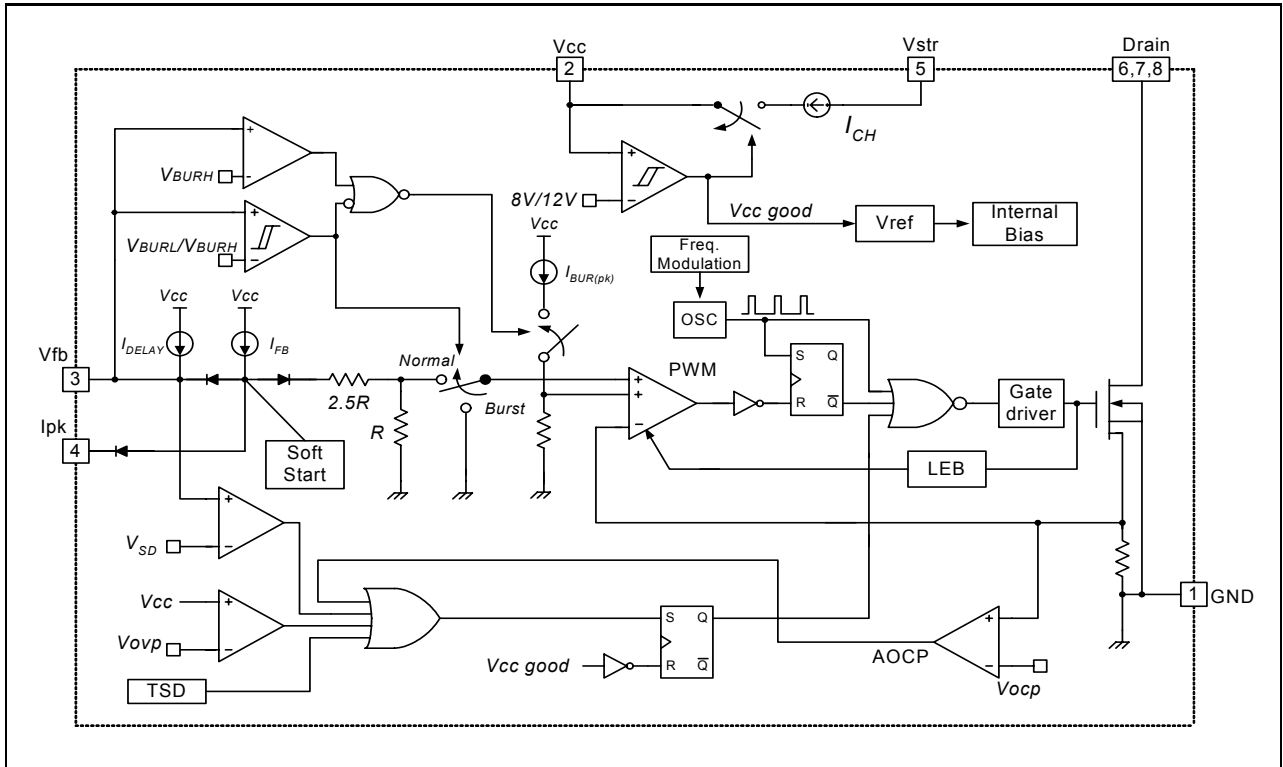 Vcc
2
Vstr
5
Drain
6,7,8
ICH
+
VBURH
-
+
VBURL/VBURH
-
+
8V/12V
-
Vcc good
Vref
Internal
Bias
Vcc
IBUR(pk)
Freq.
Modulation
OSC
Vcc
Vcc
IDELAY
IFB
Vfb
3
Normal
2.5R
Burst
R
PWM
+
+
-
S Q
R Q
Gate
driver
LEB
Ipk
4
Soft
Start
+
VSD
-
Vcc
+
Vovp
-
TSD
S Q
R Q
Vcc good
AOCP
+
-
Vocp
1
GND